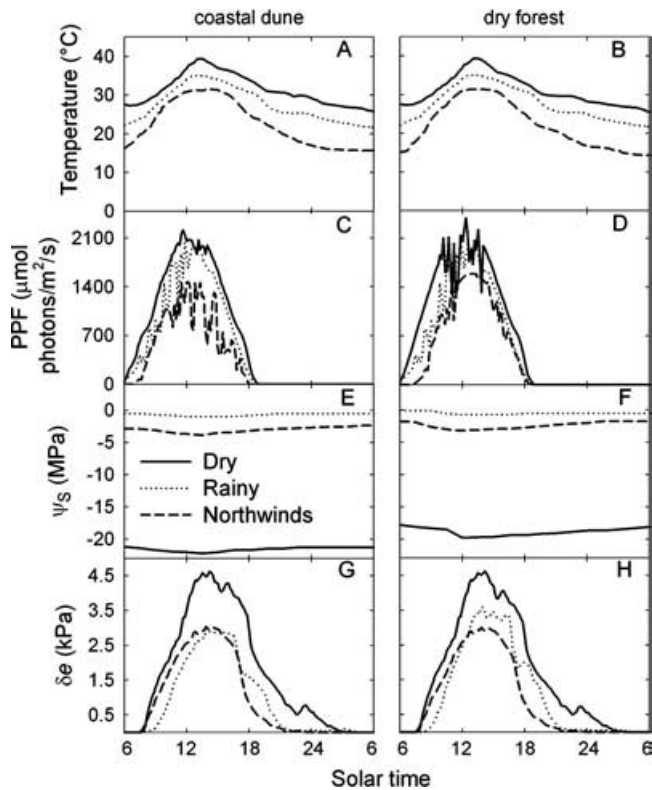 coastal dune dry forest
A B
Temperature (°C)
40
30
20
10
0
C D
PPF (μmol
photons/m²/s)
2100
1400
700
0
E F
Ψs (MPa)
0
-5
-10
-15
-20
Dry
Rainy
Northwinds
G H
δe (kPa)
4.5
3.5
2.5
1.5
0.5
6 12 18 24 6 6 12 18 24 6
Solar time